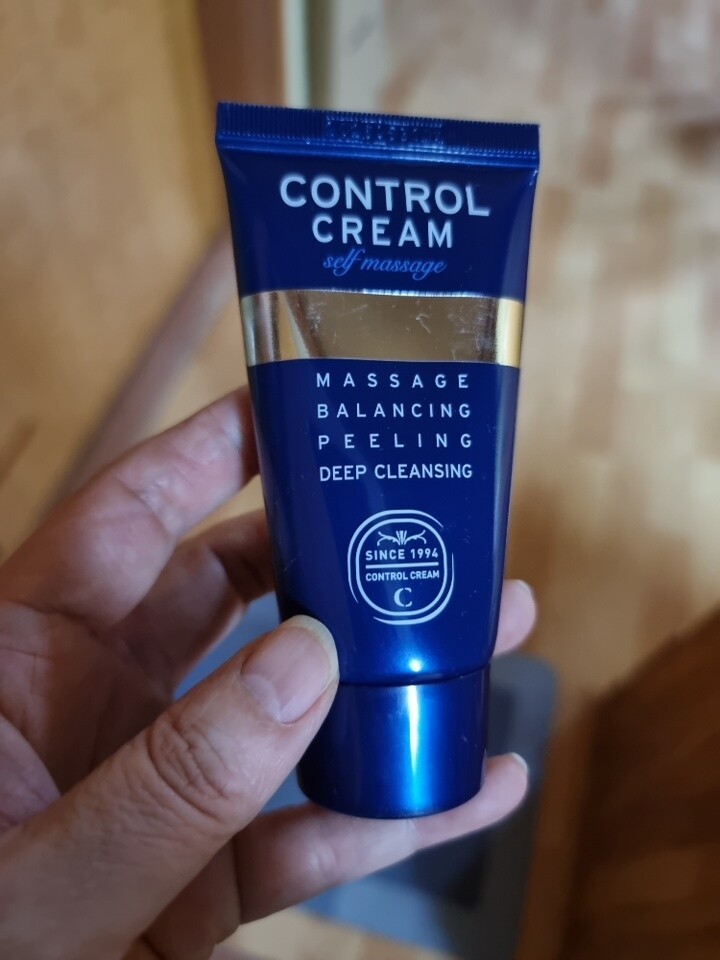 CONTROL
CREAM
self massage
MASSAGE
BALANCING
PEELING
DEEP CLEANSING
SINCE 1994
CONTROL CREAM
C